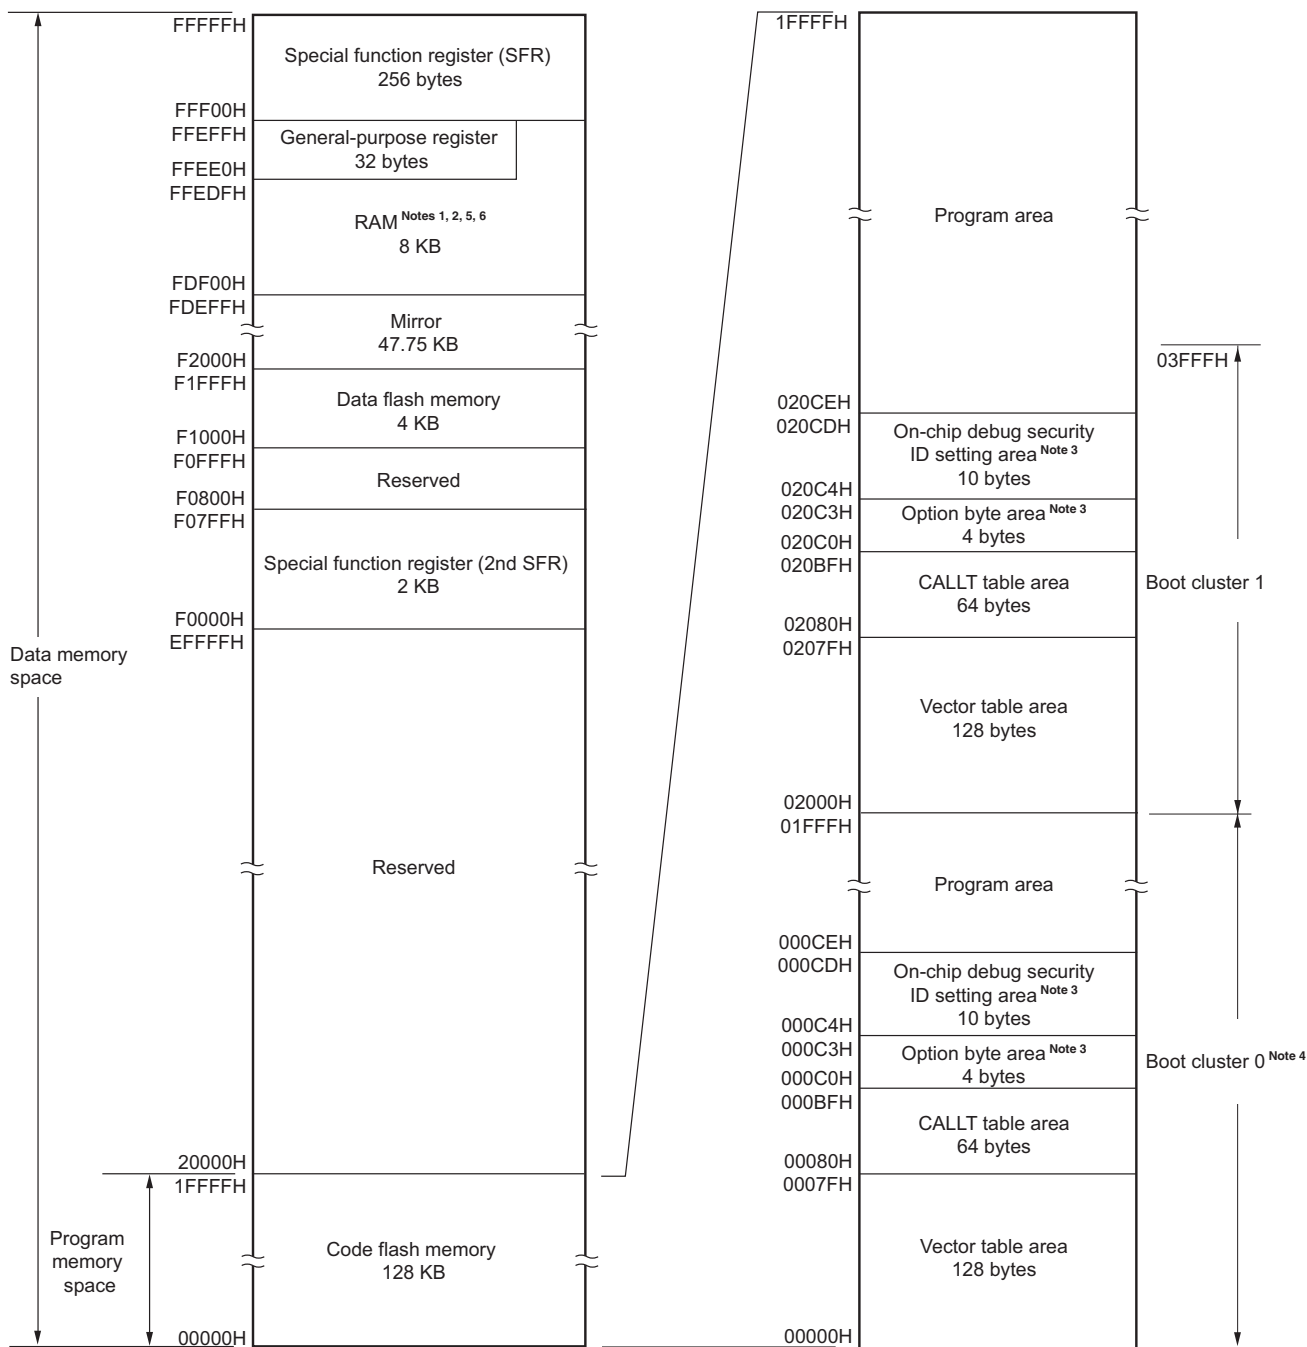 FFFFFH
Special function register (SFR)
256 bytes
FFF00H
FFEFFH
General-purpose register
32 bytes
FFEE0H
FFEDFH
RAM Notes 1, 2, 5, 6
8 KB
FDF00H
FDEFFH
Mirror
47.75 KB
F2000H
F1FFFH
Data flash memory
4 KB
F1000H
F0FFFH
Reserved
F0800H
F07FFH
Special function register (2nd SFR)
2 KB
F0000H
EFFFFH
Data memory
space
Reserved
20000H
1FFFFH
Program
memory
space
Code flash memory
128 KB
00000H
1FFFFH
Program area
03FFFH
020CEH
020CDH
On-chip debug security
ID setting area Note 3
10 bytes
020C4H
020C3H
Option byte area Note 3
4 bytes
020C0H
020BFH
CALLT table area
64 bytes
Boot cluster 1
02080H
0207FH
Vector table area
128 bytes
02000H
01FFFH
Program area
000CEH
000CDH
On-chip debug security
ID setting area Note 3
10 bytes
000C4H
000C3H
Option byte area Note 3
4 bytes
Boot cluster 0 Note 4
000C0H
000BFH
CALLT table area
64 bytes
00080H
0007FH
Vector table area
128 bytes
00000H